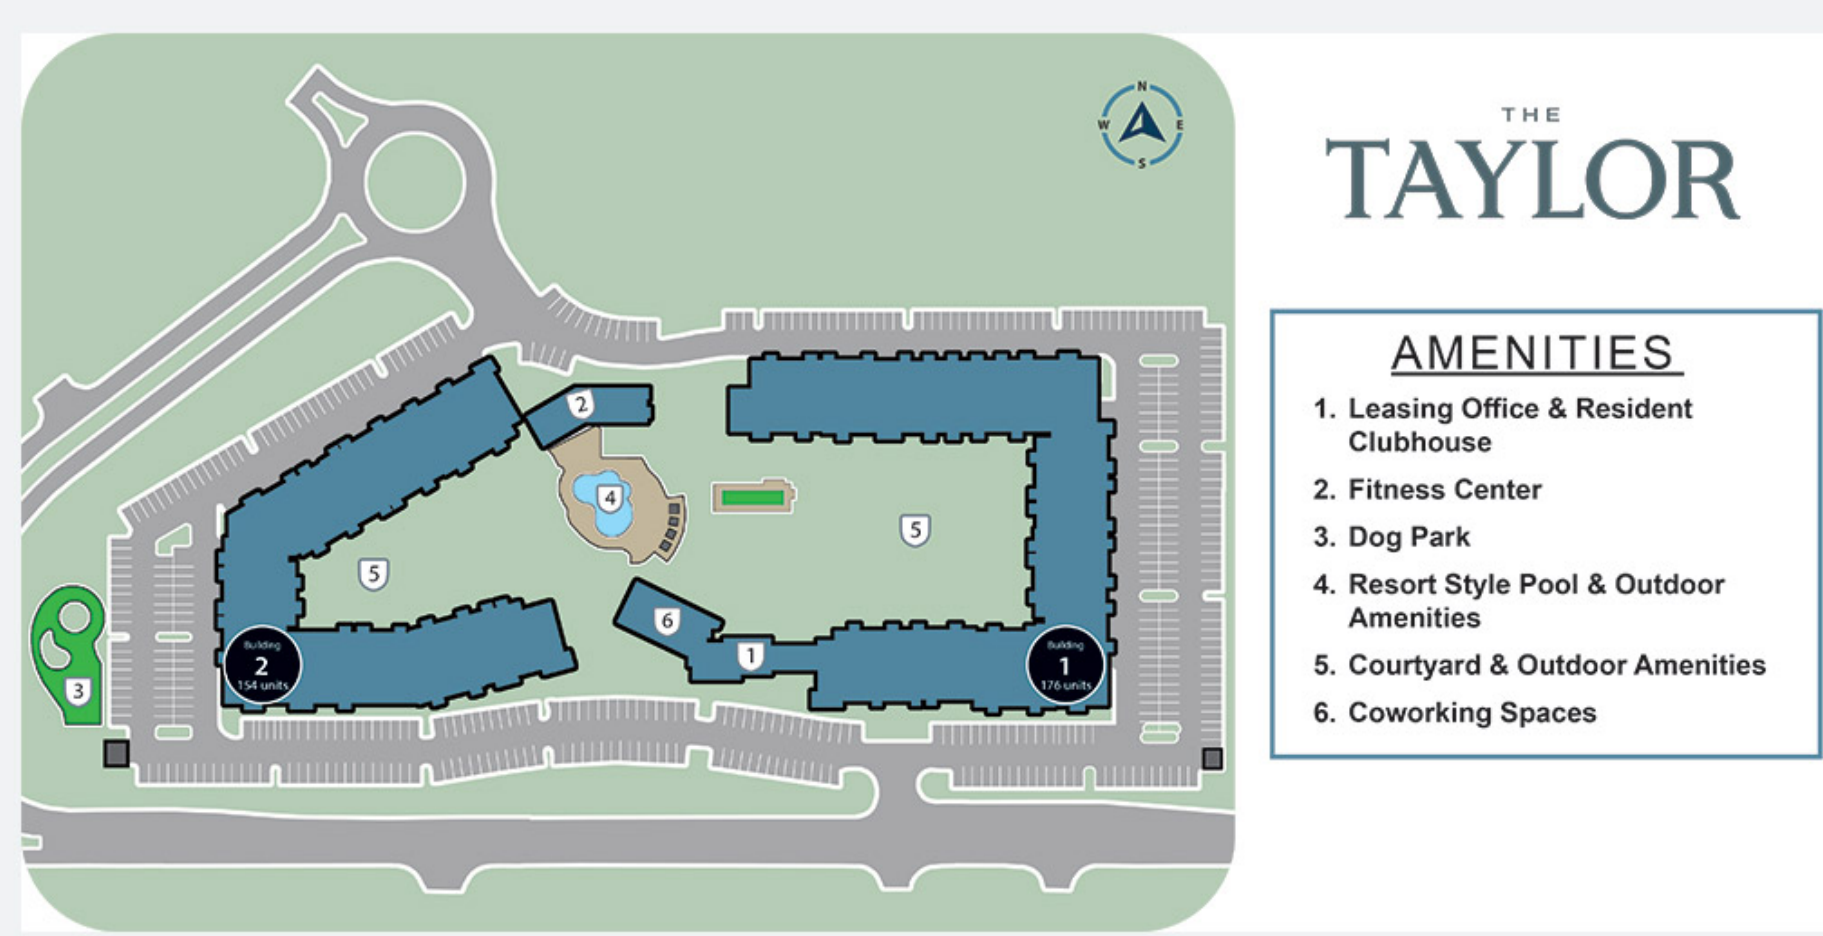 N
W E
S
THE
TAYLOR
AMENITIES
1. Leasing Office & Resident
Clubhouse
2. Fitness Center
3. Dog Park
4. Resort Style Pool & Outdoor
Amenities
5. Courtyard & Outdoor Amenities
6. Coworking Spaces
2
4
5
5
6
1
3
Building
2
154 units
Building
1
176 units